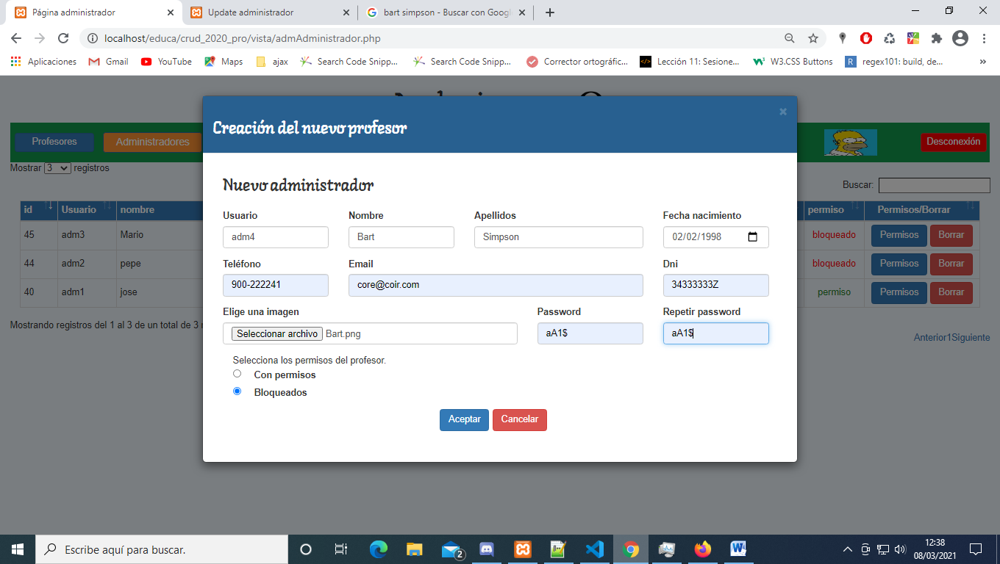 Página administrador
Update administrador
bart simpson - Buscar con Googl
localhost/educa/crud_2020_pro/vista/admAdministrador.php
Aplicaciones Gmail YouTube Maps ajax Search Code Snipp... Search Code Snipp... Corrector ortográfic... Lección 11: Sesione... W3.CSS Buttons regex101: build, de... »
Creación del nuevo profesor ×
Profesores Administradores Desconexión
Mostrar 3 registros
Buscar:
id Usuario nombre permiso Permisos/Borrar
45 adm3 Mario bloqueado Permisos Borrar
44 adm2 pepe bloqueado Permisos Borrar
40 adm1 jose permiso Permisos Borrar
Mostrando registros del 1 al 3 de un total de 3
Anterior1Siguiente
Nuevo administrador
Usuario Nombre Apellidos Fecha nacimiento
adm4 Bart Simpson 02/02/1998
Teléfono Email Dni
900-222241 core@coir.com 34333333Z
Elige una imagen Password Repetir password
Seleccionar archivo Bart.png aA1$ aA1$
Selecciona los permisos del profesor.
Con permisos
Bloqueados
Aceptar Cancelar
Escribe aquí para buscar.
2
12:38
08/03/2021